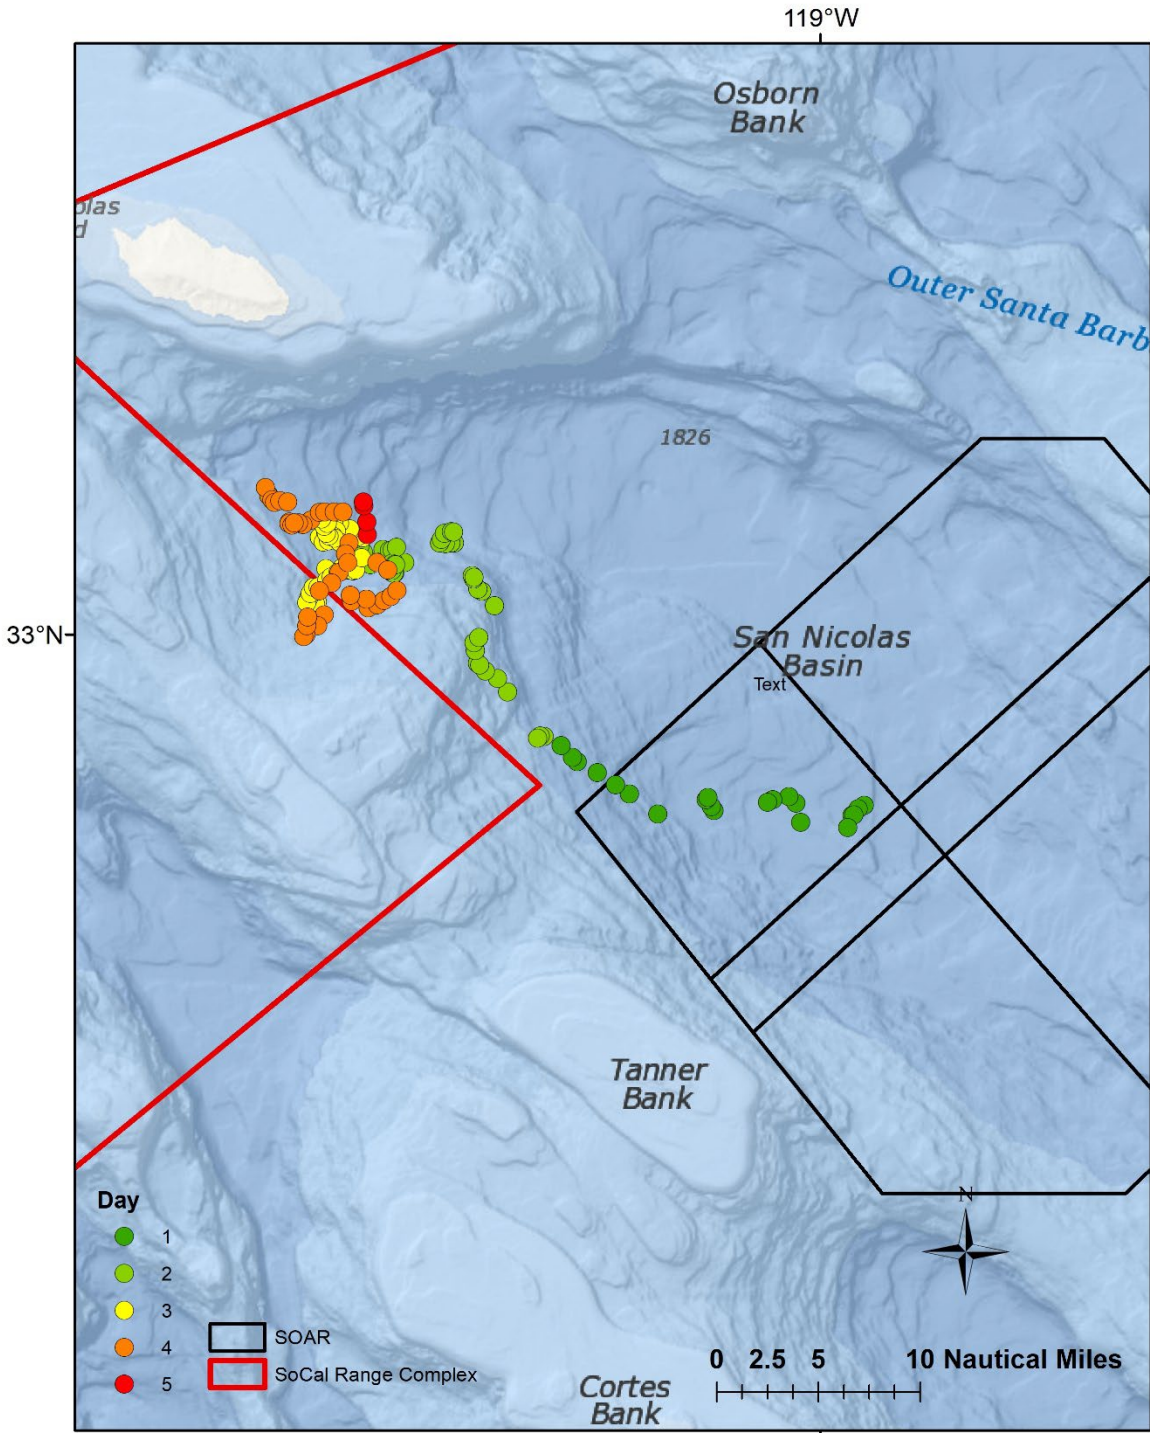 119°W
Osborn
Bank
olas
d
Outer Santa Barb
1826
33°N
San Nicolas
Basin
Text
Tanner
Bank
N
Day
1
2
3
4
5
SOAR
SoCal Range Complex
0 2.5 5 10 Nautical Miles
Cortes
Bank